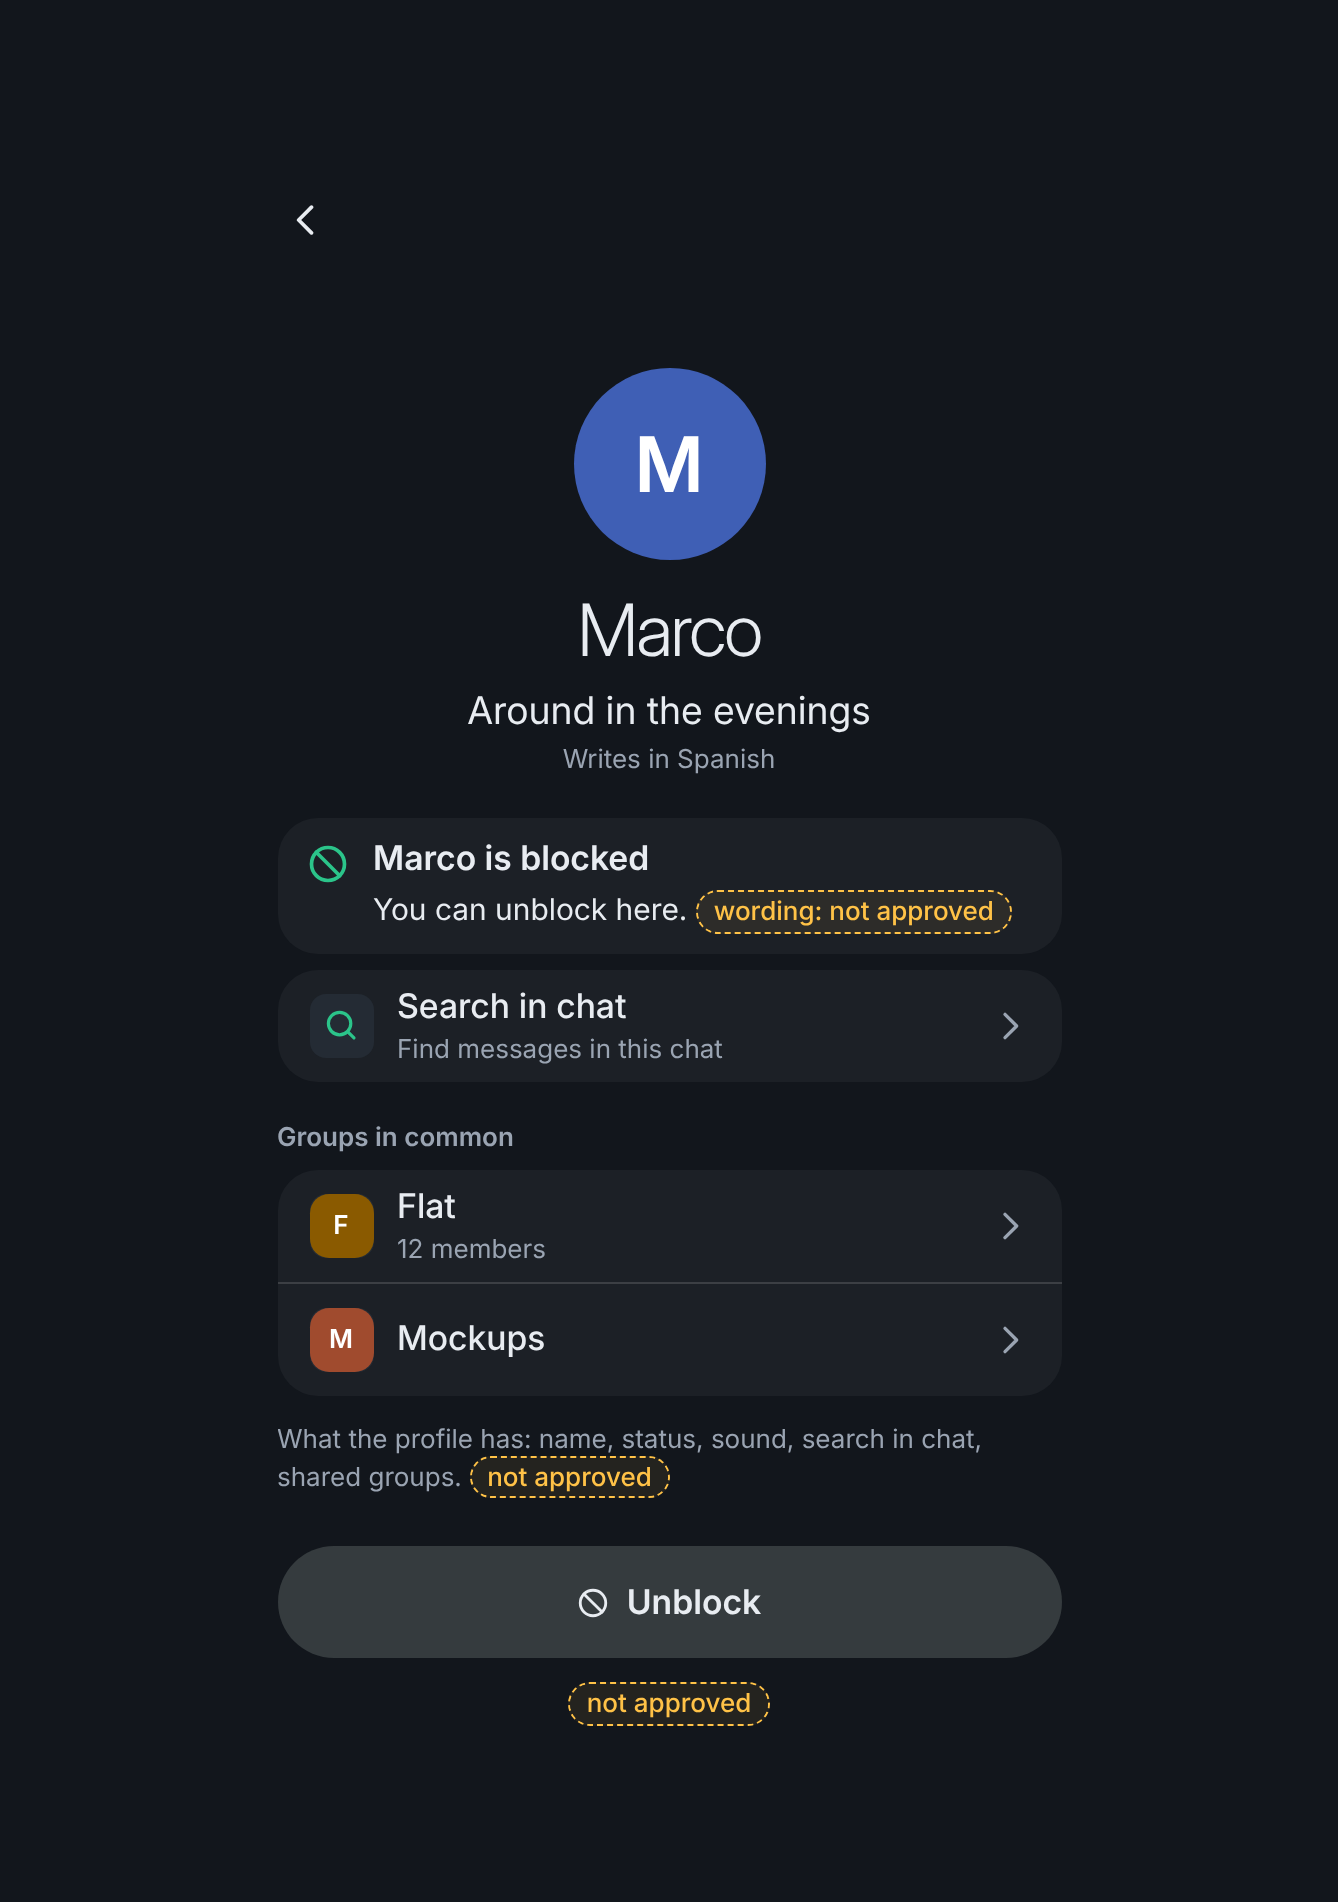 M
Marco
Around in the evenings
Writes in Spanish
Marco is blocked
You can unblock here. wording: not approved
Search in chat
Find messages in this chat
Groups in common
F
Flat
12 members
M
Mockups
What the profile has: name, status, sound, search in chat,
shared groups. not approved
Unblock
not approved